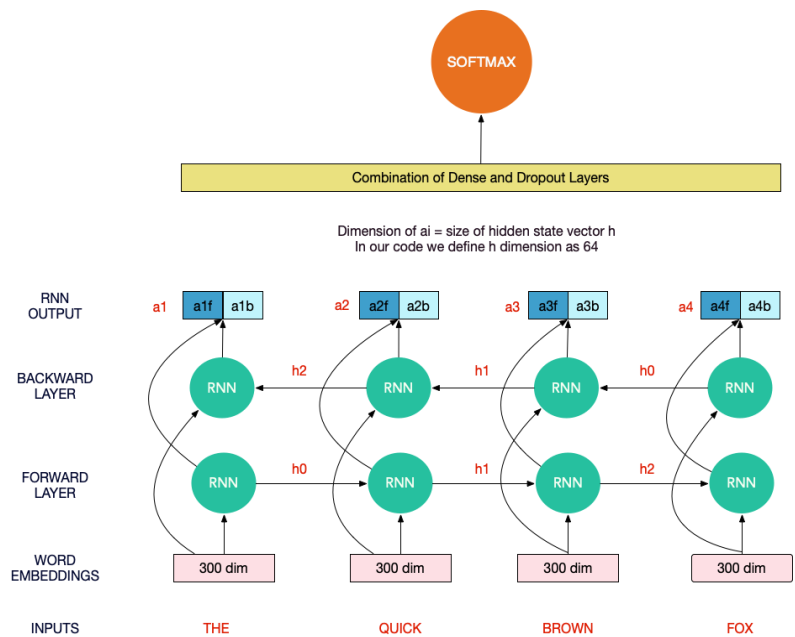 SOFTMAX
Combination of Dense and Dropout Layers
Dimension of ai = size of hidden state vector h
In our code we define h dimension as 64
RNN
OUTPUT
a1 a1f a1b a2 a2f a2b a3 a3f a3b a4 a4f a4b
BACKWARD
LAYER
RNN h2 RNN h1 RNN h0 RNN
FORWARD
LAYER
RNN h0 RNN h1 RNN h2 RNN
WORD
EMBEDDINGS
300 dim 300 dim 300 dim 300 dim
INPUTS THE QUICK BROWN FOX